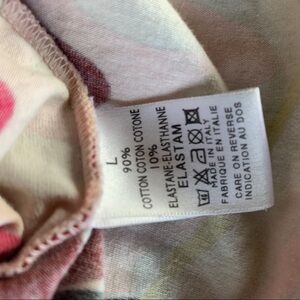 L
90%
COTTON COTON COTONE
10%
ELASTANE-ELASTHANNE
ELASTAM
MADE IN ITALY
FABRIQUE EN ITALY
CARE ON REVERSE
INDICATION AU DOS